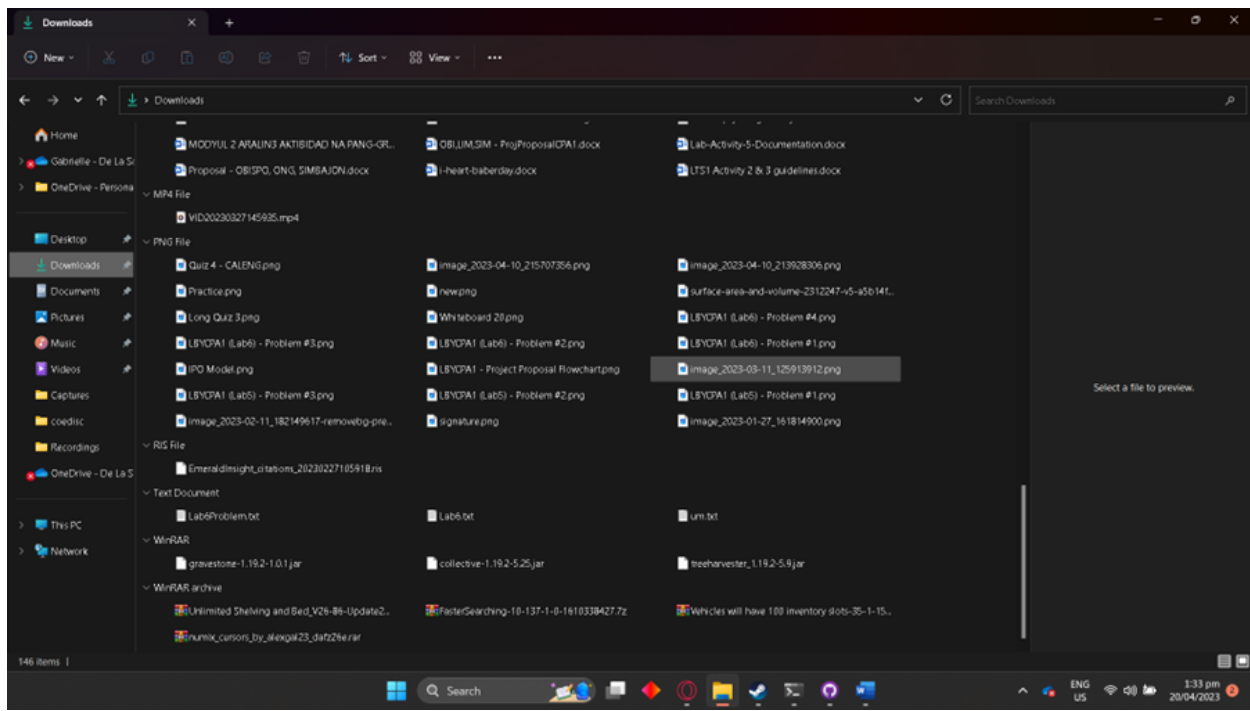 Downloads
New
Sort
View
Downloads
Search Downloads
Home
Gabrielle - De La S
OneDrive - Persona
Desktop
Downloads
Documents
Pictures
Music
Videos
Captures
coedisc
Recordings
OneDrive - De La S
This PC
Network
MODYUL 2 ARALIN3 AKTIBIDAD NA PANG-GR... OBI,LIM,SIM - ProjProposalCPA1.docx Lab-Activity-5-Documentation.docx
Proposal - OBISPO, ONG, SIMBAJON.docx i-heart-baberday.docx LTS1 Activity 2 & 3 guidelines.docx
MP4 File
VID20230327145935.mp4
PNG File
Quiz 4 - CALENG.png image_2023-04-10_215707356.png image_2023-04-10_213928306.png
Practice.png new.png surface-area-and-volume-2312247-v5-a5b14f...
Long Quiz 3.png Whiteboard 20.png LBYCPA1 (Lab6) - Problem #4.png
LBYCPA1 (Lab6) - Problem #3.png LBYCPA1 (Lab6) - Problem #2.png LBYCPA1 (Lab6) - Problem #1.png
IPO Model.png LBYCPA1 - Project Proposal Flowchart.png image_2023-03-11_125913912.png
LBYCPA1 (Lab5) - Problem #3.png LBYCPA1 (Lab5) - Problem #2.png LBYCPA1 (Lab5) - Problem #1.png
image_2023-02-11_182149617-removebg-pre... signature.png image_2023-01-27_161814900.png
RIS File
EmeraldInsight_citations_20230227105918.ris
Text Document
Lab6Problem.txt Lab6.txt um.txt
WinRAR
gravestone-1.19.2-1.0.1.jar collective-1.19.2-5.25.jar treeharvester_1.19.2-5.9.jar
WinRAR archive
Unlimited Shelving and Bed_V26-86-Update2... FasterSearching-10-137-1-0-1610338427.7z Vehicles will have 100 inventory slots-35-1-15...
numix_cursors_by_alexgal23_dafz26e.rar
Select a file to preview.
146 items
Search
ENG
US
1:33 pm
20/04/2023
2